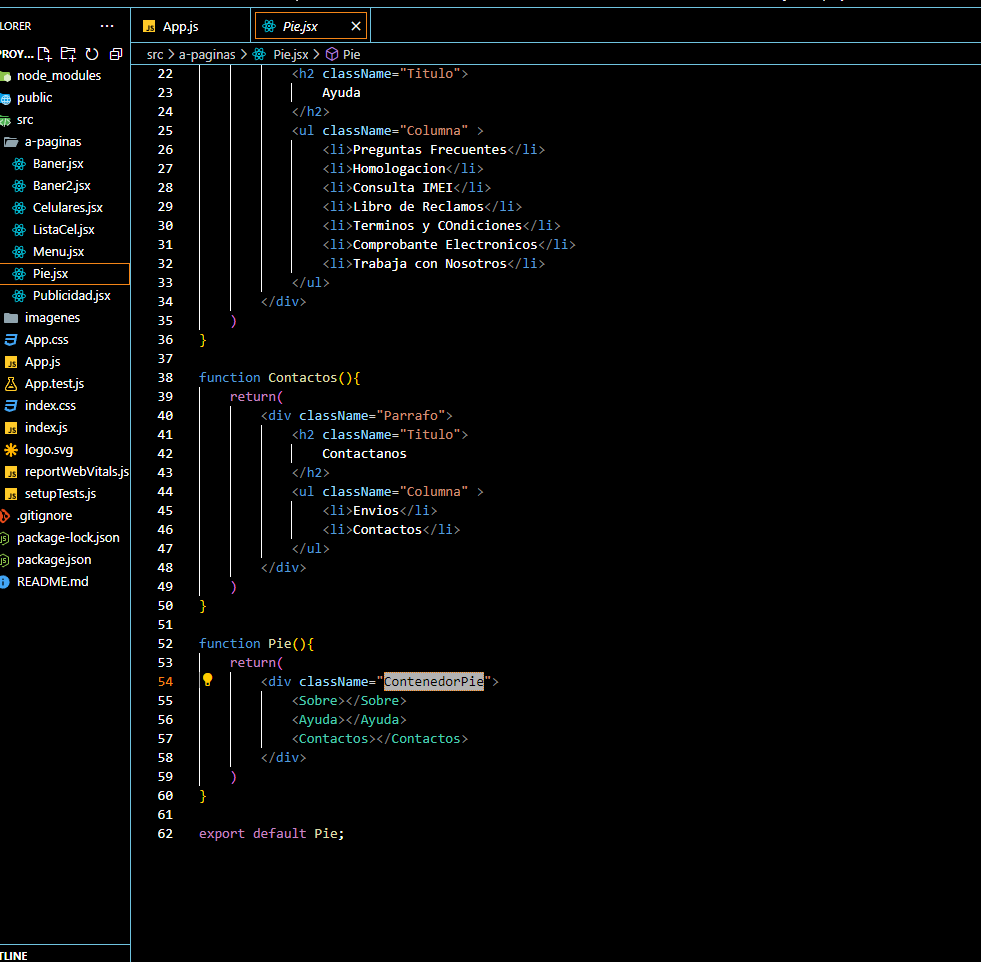 LORER ···
PROY...
node_modules
public
src
a-paginas
Baner.jsx
Baner2.jsx
Celulares.jsx
ListaCel.jsx
Menu.jsx
Pie.jsx
Publicidad.jsx
imagenes
App.css
App.js
App.test.js
index.css
index.js
logo.svg
reportWebVitals.js
setupTests.js
.gitignore
package-lock.json
package.json
README.md
TLINE
JS App.js
Pie.jsx ×
src > a-paginas > Pie.jsx > Pie
22 <h2 className="Titulo">
23 Ayuda
24 </h2>
25 <ul className="Columna" >
26 <li>Preguntas Frecuentes</li>
27 <li>Homologacion</li>
28 <li>Consulta IMEI</li>
29 <li>Libro de Reclamos</li>
30 <li>Terminos y COndiciones</li>
31 <li>Comprobante Electronicos</li>
32 <li>Trabaja con Nosotros</li>
33 </ul>
34 </div>
35 )
36 }
37
38 function Contactos(){
39 return(
40 <div className="Parrafo">
41 <h2 className="Titulo">
42 Contactanos
43 </h2>
44 <ul className="Columna" >
45 <li>Envios</li>
46 <li>Contactos</li>
47 </ul>
48 </div>
49 )
50 }
51
52 function Pie(){
53 return(
54 <div className="ContenedorPie">
55 <Sobre></Sobre>
56 <Ayuda></Ayuda>
57 <Contactos></Contactos>
58 </div>
59 )
60 }
61
62 export default Pie;